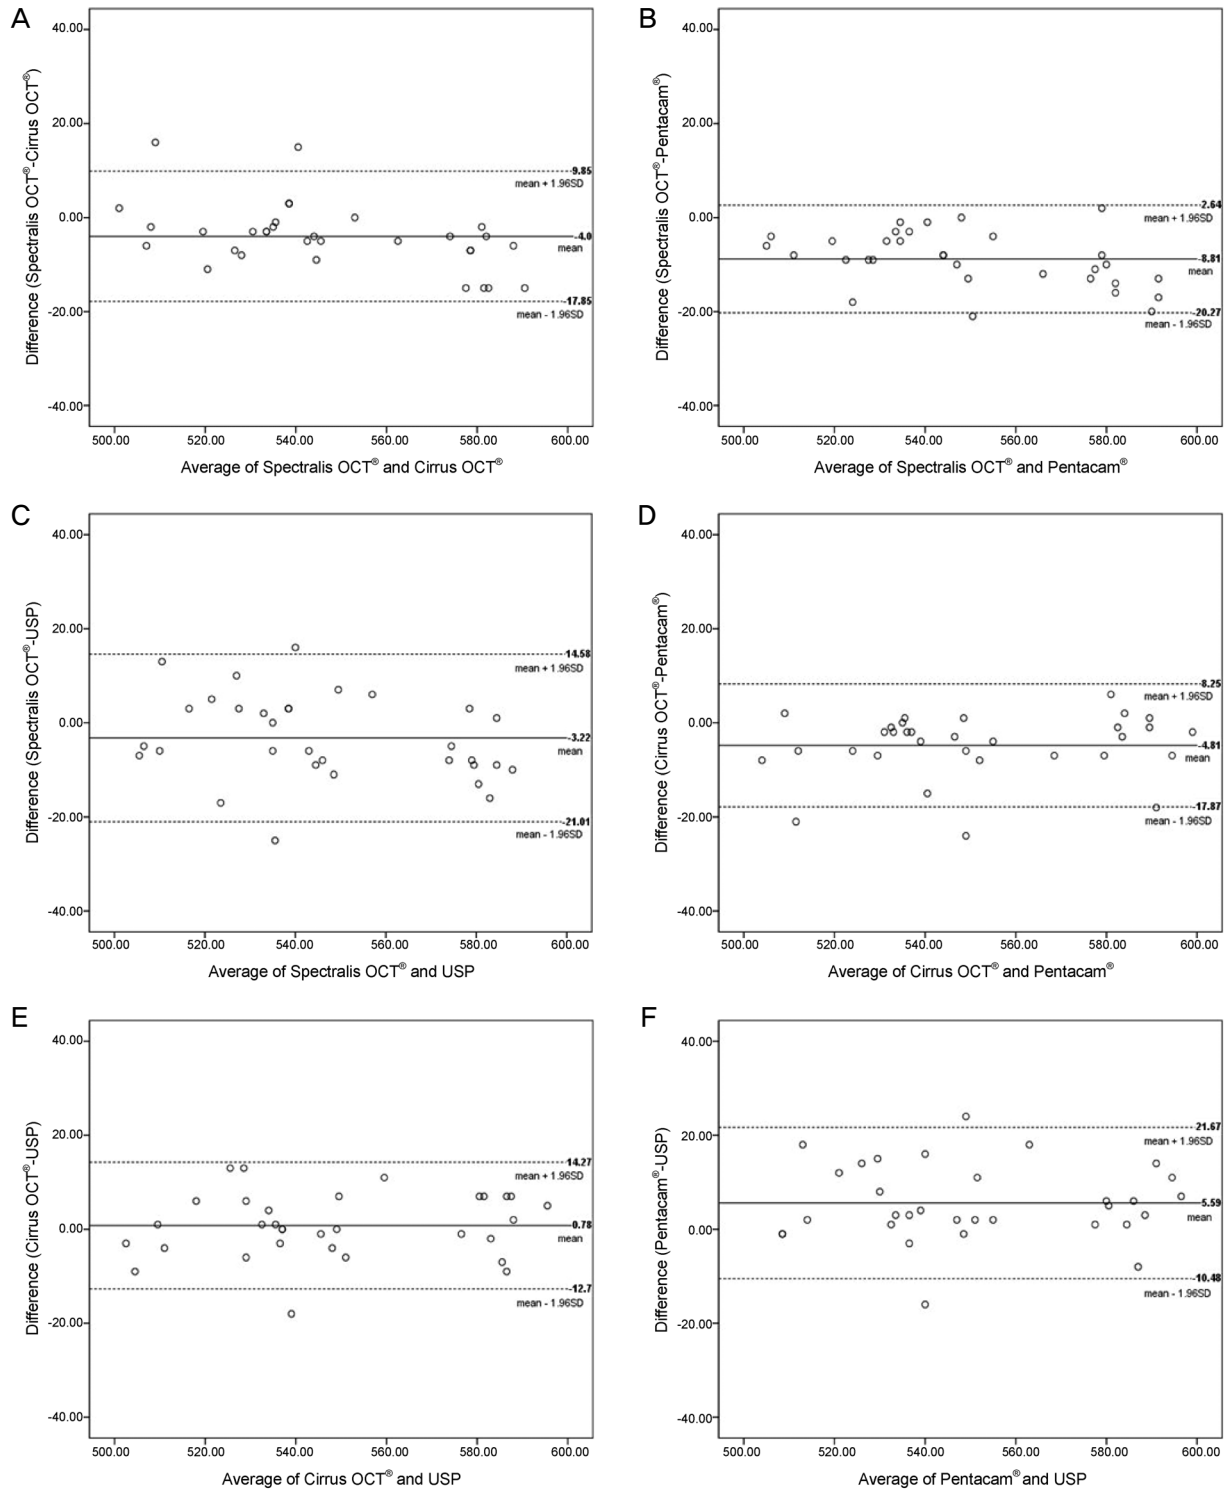 A
Difference (Spectralis OCT®-Cirrus OCT®)
40.00
20.00
0.00
-20.00
-40.00
9.85
mean + 1.96SD
-4.0
mean
-17.85
mean - 1.96SD
500.00 520.00 540.00 560.00 580.00 600.00
Average of Spectralis OCT® and Cirrus OCT®
B
Difference (Spectralis OCT®-Pentacam®)
40.00
20.00
0.00
-20.00
-40.00
2.64
mean + 1.96SD
-8.81
mean
-20.27
mean - 1.96SD
500.00 520.00 540.00 560.00 580.00 600.00
Average of Spectralis OCT® and Pentacam®
C
Difference (Spectralis OCT®-USP)
40.00
20.00
0.00
-20.00
-40.00
14.58
mean + 1.96SD
-3.22
mean
-21.01
mean - 1.96SD
500.00 520.00 540.00 560.00 580.00 600.00
Average of Spectralis OCT® and USP
D
Difference (Cirrus OCT®-Pentacam®)
40.00
20.00
0.00
-20.00
-40.00
8.25
mean + 1.96SD
-4.81
mean
-17.87
mean - 1.96SD
500.00 520.00 540.00 560.00 580.00 600.00
Average of Cirrus OCT® and Pentacam®
E
Difference (Cirrus OCT®-USP)
40.00
20.00
0.00
-20.00
-40.00
14.27
mean + 1.96SD
0.78
mean
-12.7
mean - 1.96SD
500.00 520.00 540.00 560.00 580.00 600.00
Average of Cirrus OCT® and USP
F
Difference (Pentacam®-USP)
40.00
20.00
0.00
-20.00
-40.00
21.67
mean + 1.96SD
5.59
mean
-10.48
mean - 1.96SD
500.00 520.00 540.00 560.00 580.00 600.00
Average of Pentacam® and USP